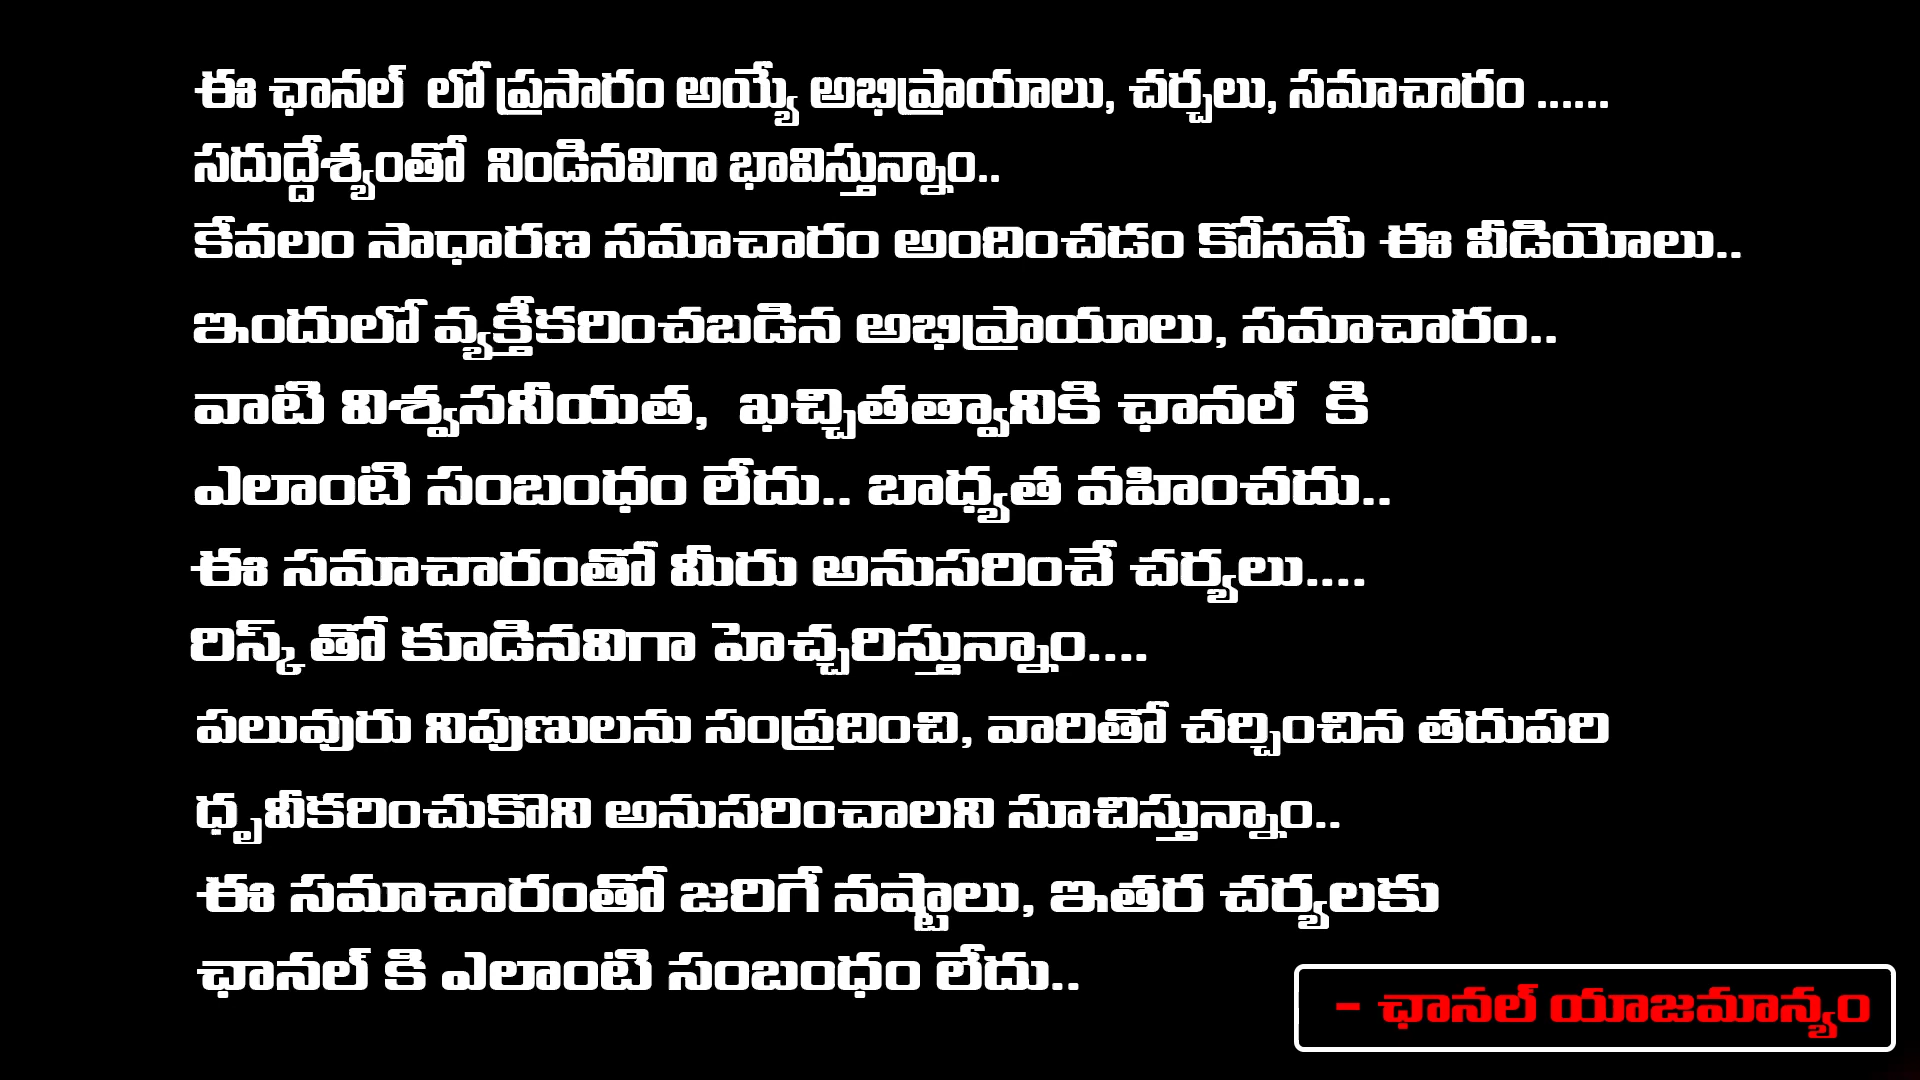 ఈ ఛానల్ లో ప్రసారం అయ్యే అభిప్రాయాలు, చర్చలు, సమాచారం ......
సదుద్దేశ్యంతో నిండినవిగా భావిస్తున్నాం..
కేవలం సాధారణ సమాచారం అందించడం కోసమే ఈ వీడియోలు..
ఇందులో వ్యక్తీకరించబడిన అభిప్రాయాలు, సమాచారం..
వాటి విశ్వసనీయత, ఖచ్చితత్వానికి ఛానల్ కి
ఎలాంటి సంబంధం లేదు.. బాధ్యత వహించదు..
ఈ సమాచారంతో మీరు అనుసరించే చర్యలు....
రిస్క్ తో కూడినవిగా హెచ్చరిస్తున్నాం....
పలువురు నిపుణులను సంప్రదించి, వారితో చర్చించిన తదుపరి
ధృవీకరించుకొని అనుసరించాలని సూచిస్తున్నాం..
ఈ సమాచారంతో జరిగే నష్టాలు, ఇతర చర్యలకు
ఛానల్ కి ఎలాంటి సంబంధం లేదు..
- ఛానల్ యాజమాన్యం